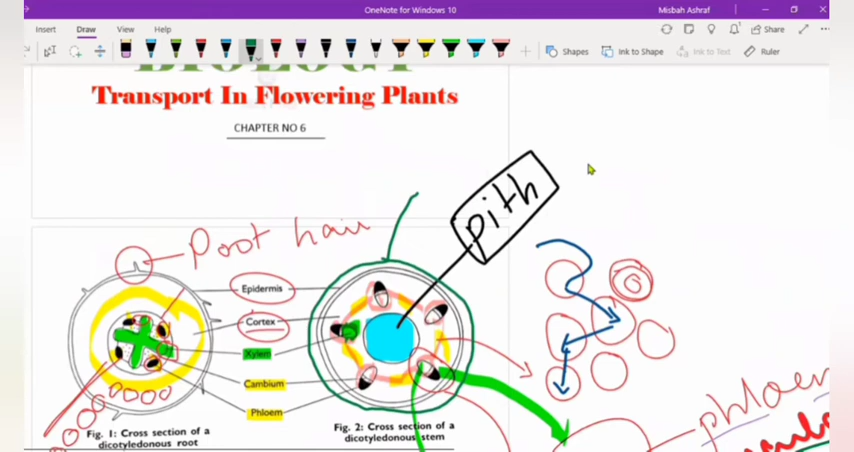 OneNote for Windows 10
Misbah Ashraf
Insert
Draw
View
Help
Share
Shapes
Ink to Shape
Ink to Text
Ruler
BIOLOGY
Transport In Flowering Plants
CHAPTER NO 6
pith
Root hair
Epidermis
Cortex
Xylem
Cambium
Phloem
phloem
Fig. 1: Cross section of a
dicotyledonous root
Fig. 2: Cross section of a
dicotyledonous stem